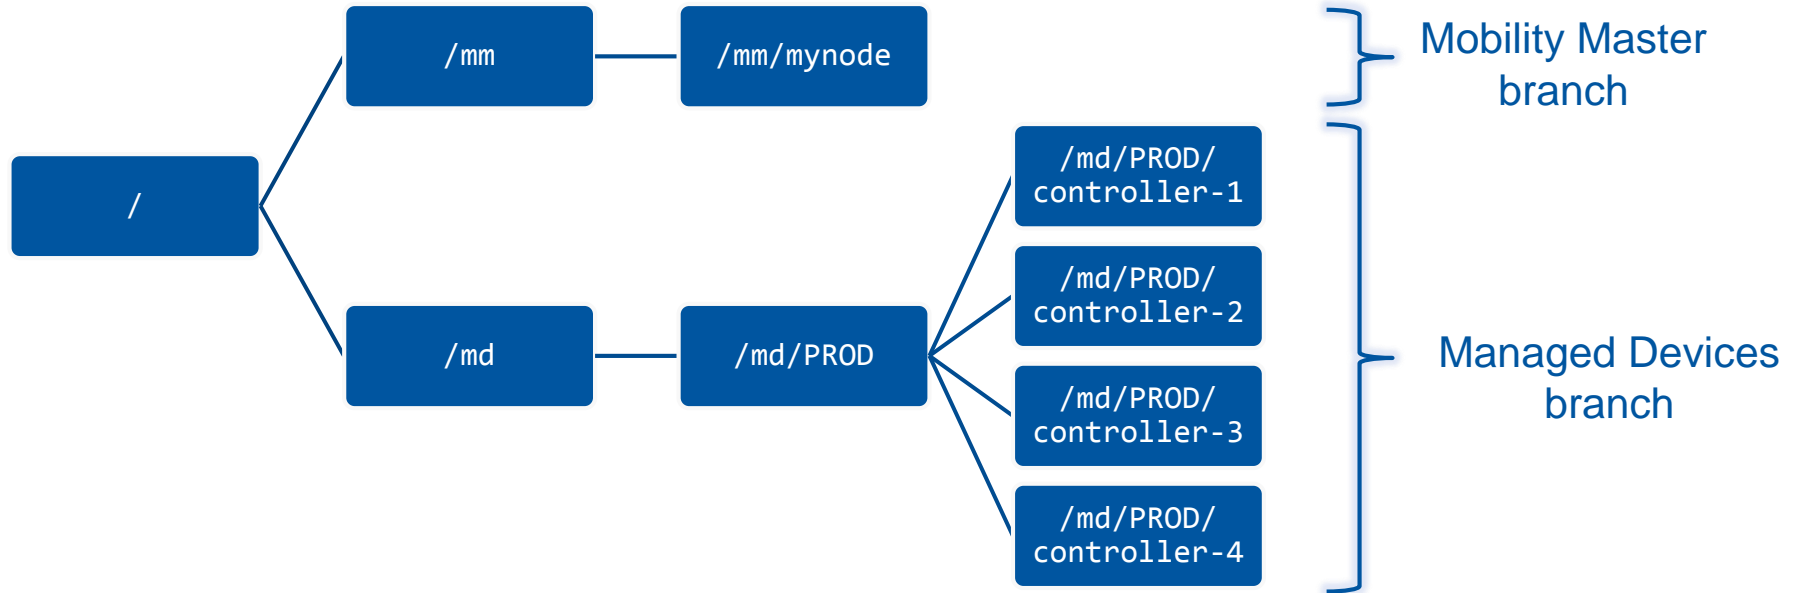 /mm
/mm/mynode
Mobility Master
branch
/
/md
/md/PROD
/md/PROD/
controller-1
/md/PROD/
controller-2
/md/PROD/
controller-3
/md/PROD/
controller-4
Managed Devices
branch